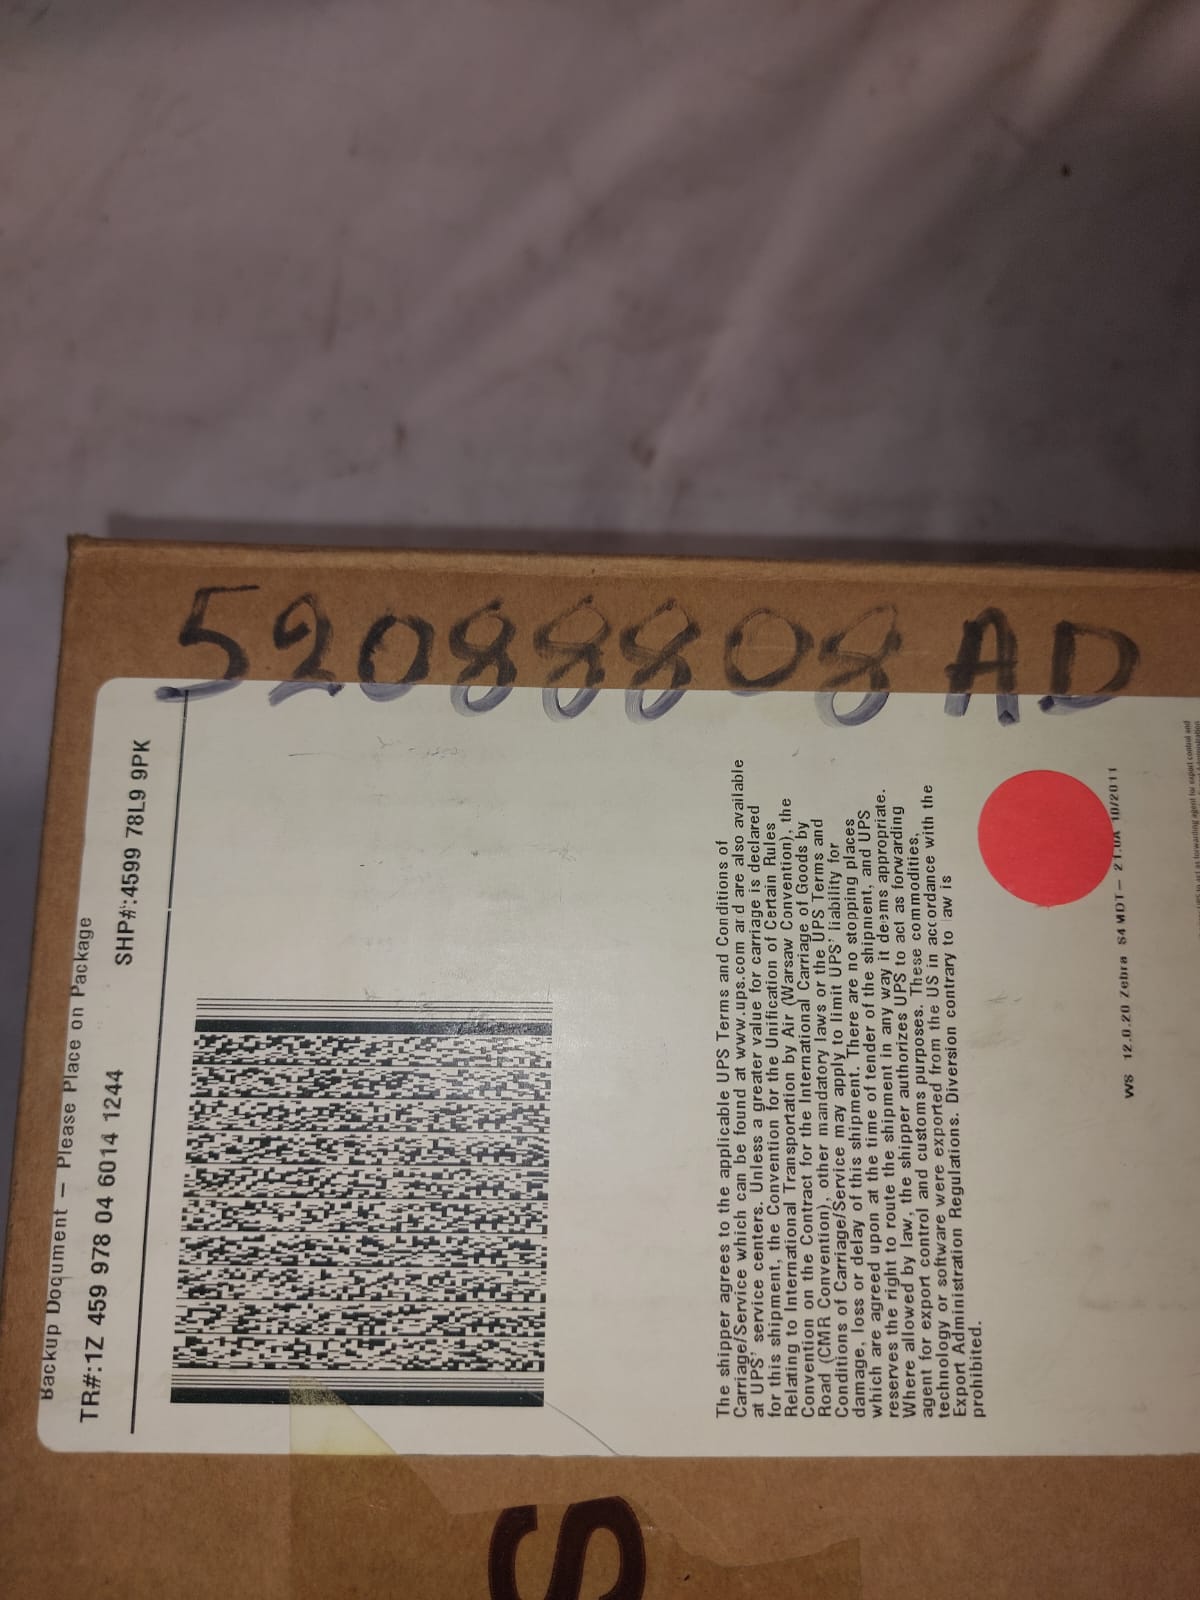 52088808 AD
Backup Document - Please Place on Package
TR#:1Z 459 978 04 6014 1244
SHP#:4599 78L9 9PK
The shipper agrees to the applicable UPS Terms and Conditions of
Carriage/Service which can be found at www.ups.com and are also available
at UPS' service centers. Unless a greater value for carriage is declared
for this shipment, the Convention for the Unification of Certain Rules
Relating to International Transportation by Air (Warsaw Convention), the
Convention on the Contract for the International Carriage of Goods by
Road (CMR Convention), other mandatory laws or the UPS Terms and
Conditions of Carriage/Service may apply to limit UPS' liability for
damage, loss or delay of this shipment. There are no stopping places
which are agreed upon at the time of tender of the shipment, and UPS
reserves the right to route the shipment in any way it deems appropriate.
Where allowed by law, the shipper authorizes UPS to act as forwarding
agent for export control and customs purposes. These commodities,
technology or software were exported from the US in accordance with the
Export Administration Regulations. Diversion contrary to law is
prohibited.
WS 12.0.20 Zebra S4 MDT- 21.0A 10/2011
S